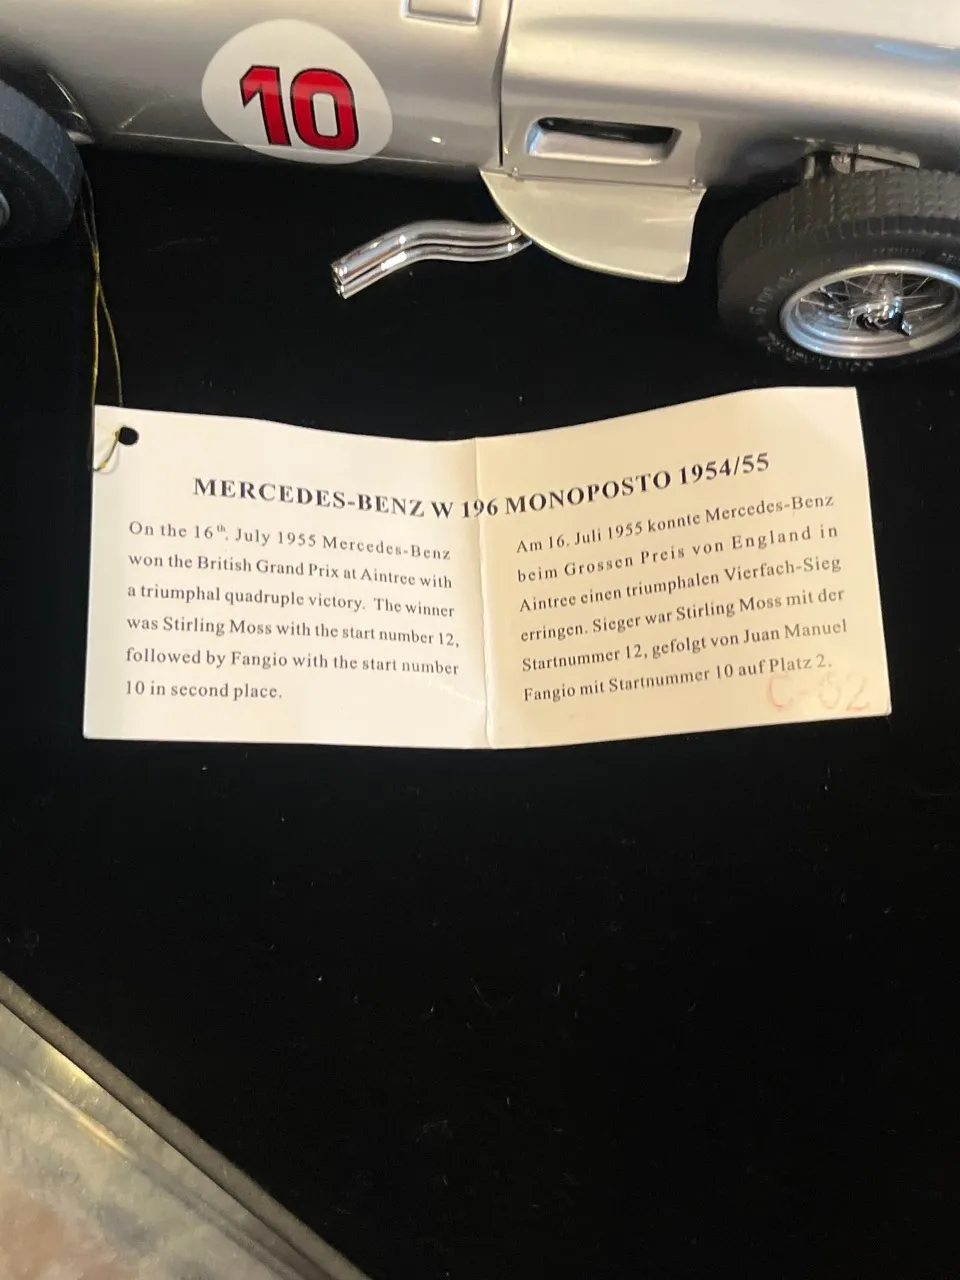 10
MERCEDES-BENZ W 196 MONOPOSTO 1954/55
On the 16th. July 1955 Mercedes-Benz
won the British Grand Prix at Aintree with
a triumphal quadruple victory. The winner
was Stirling Moss with the start number 12,
followed by Fangio with the start number
10 in second place.
Am 16. Juli 1955 konnte Mercedes-Benz
beim Grossen Preis von England in
Aintree einen triumphalen Vierfach-Sieg
erringen. Sieger war Stirling Moss mit der
Startnummer 12, gefolgt von Juan Manuel
Fangio mit Startnummer 10 auf Platz 2.